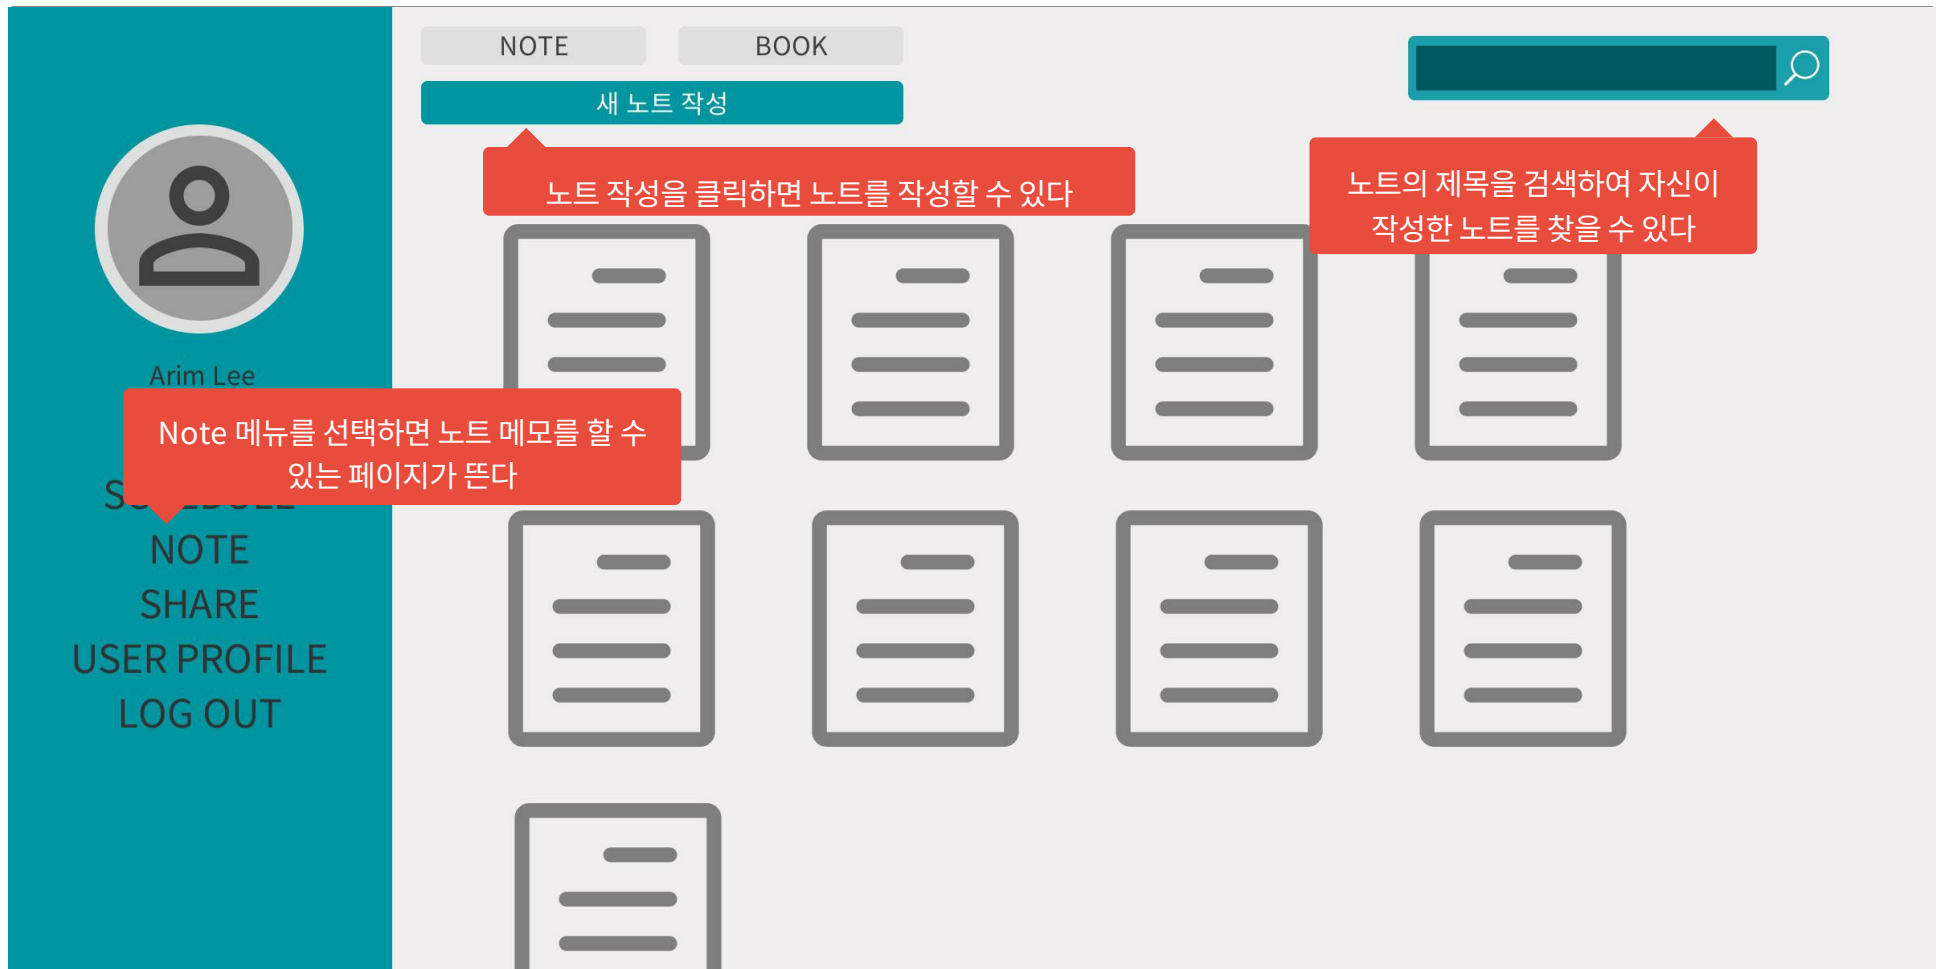 NOTE
BOOK
새 노트 작성
노트 작성을 클릭하면 노트를 작성할 수 있다
노트의 제목을 검색하여 자신이
작성한 노트를 찾을 수 있다
Arim Lee
Note 메뉴를 선택하면 노트 메모를 할 수
있는 페이지가 뜬다
NOTE
SHARE
USER PROFILE
LOG OUT